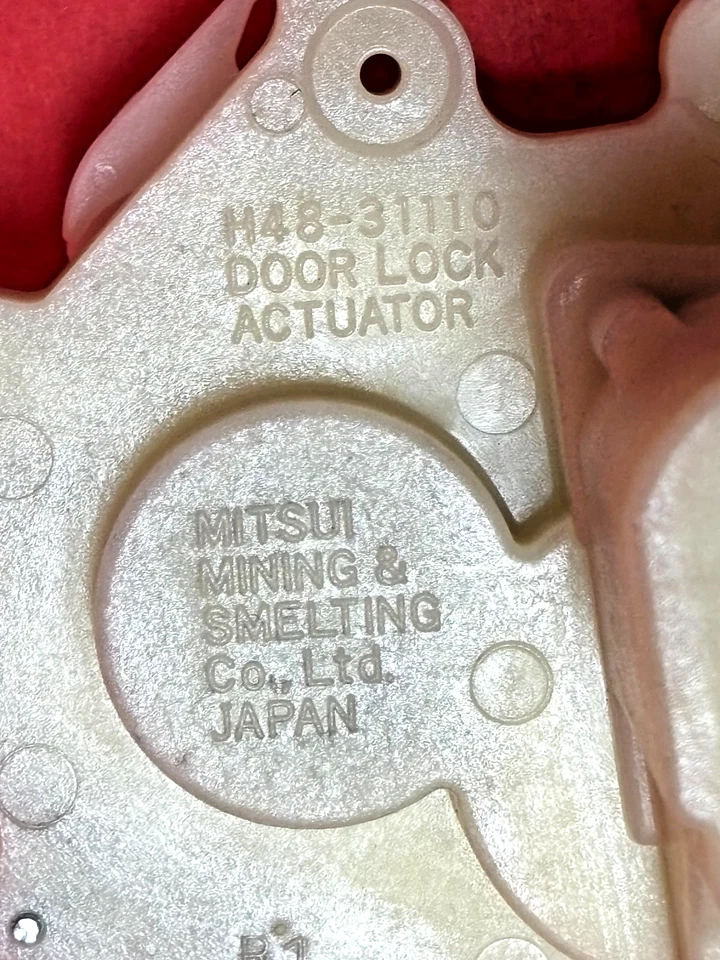 H48-31110
DOOR LOCK
ACTUATOR
MITSUI
MINING &
SMELTING
Co., Ltd.
JAPAN